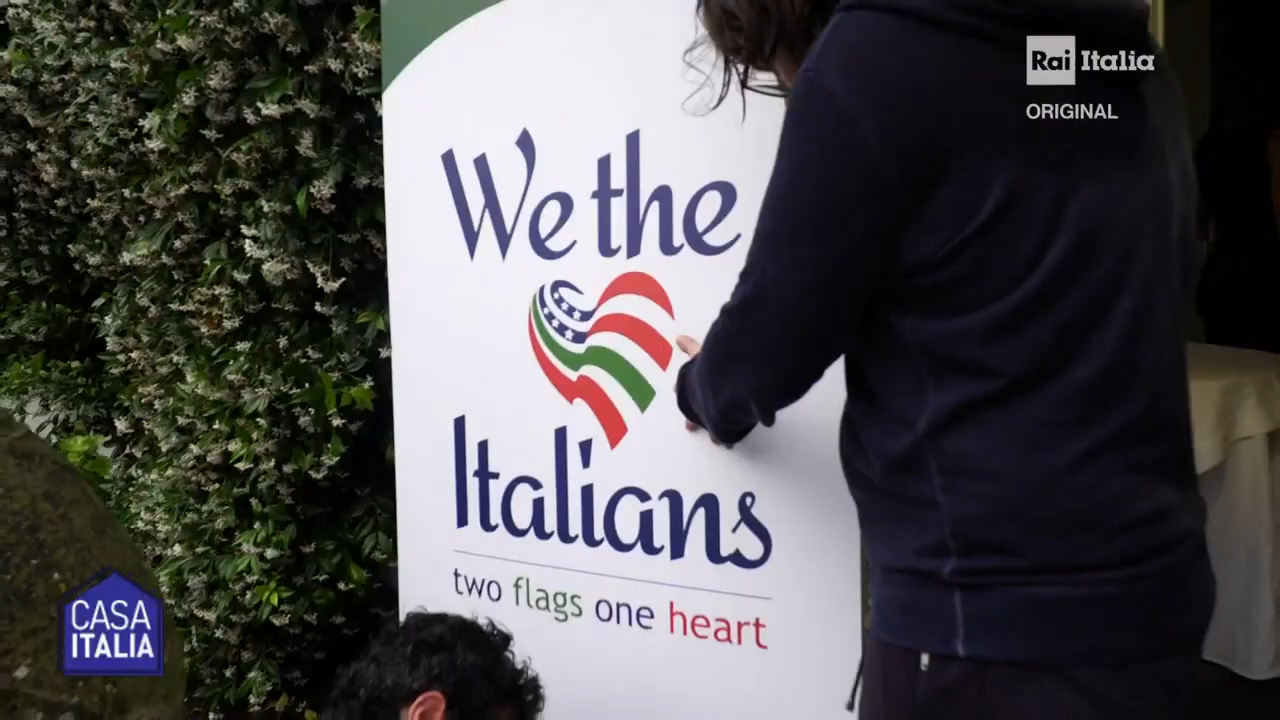 Rai Italia
ORIGINAL
We the
Italians
two flags one heart
CASA
ITALIA